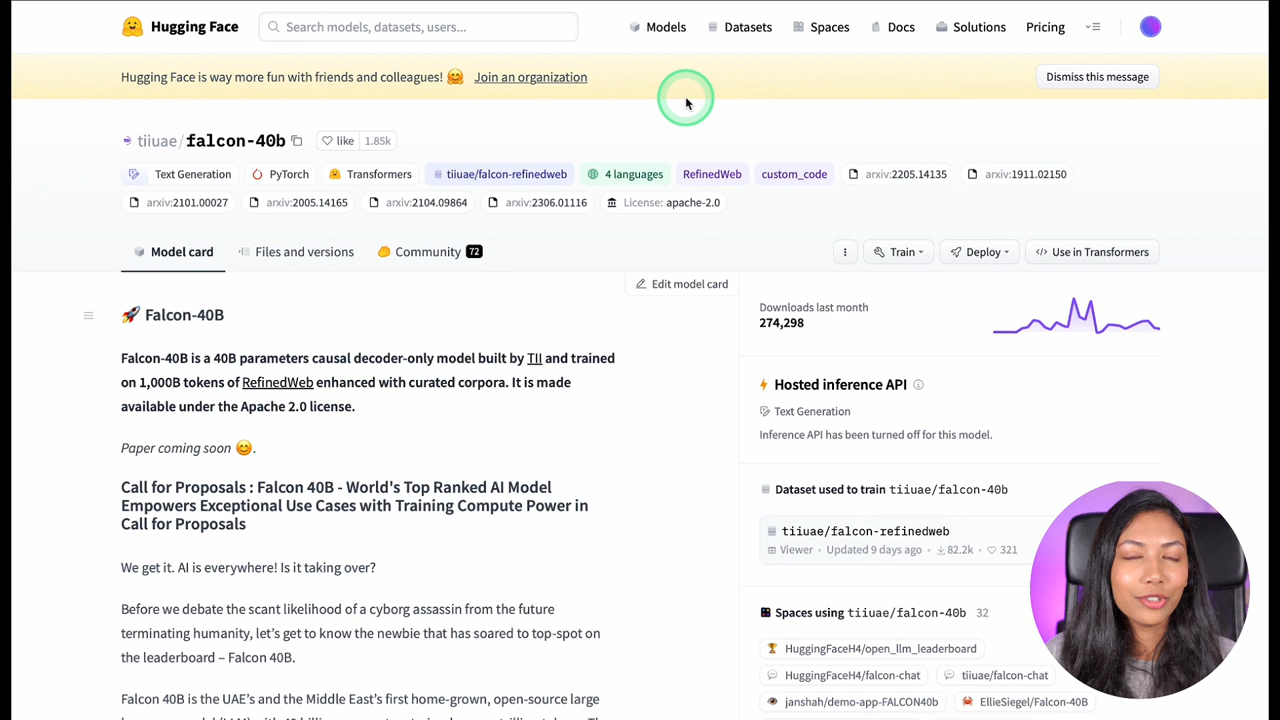 Hugging Face
Search models, datasets, users...
Models
Datasets
Spaces
Docs
Solutions
Pricing
Hugging Face is way more fun with friends and colleagues! 🤗 Join an organization
Dismiss this message
tiiuae/falcon-40b
like 1.85k
Text Generation
PyTorch
Transformers
tiiuae/falcon-refinedweb
4 languages
RefinedWeb
custom_code
arxiv:2205.14135
arxiv:1911.02150
arxiv:2101.00027
arxiv:2005.14165
arxiv:2104.09864
arxiv:2306.01116
License: apache-2.0
Model card
Files and versions
Community 72
Train
Deploy
</> Use in Transformers
Edit model card
🚀 Falcon-40B
Falcon-40B is a 40B parameters causal decoder-only model built by TII and trained
on 1,000B tokens of RefinedWeb enhanced with curated corpora. It is made
available under the Apache 2.0 license.
Paper coming soon 😊.
Call for Proposals : Falcon 40B - World's Top Ranked AI Model
Empowers Exceptional Use Cases with Training Compute Power in
Call for Proposals
We get it. AI is everywhere! Is it taking over?
Before we debate the scant likelihood of a cyborg assassin from the future
terminating humanity, let's get to know the newbie that has soared to top-spot on
the leaderboard – Falcon 40B.
Falcon 40B is the UAE's and the Middle East's first home-grown, open-source large
Downloads last month
274,298
Hosted inference API
Text Generation
Inference API has been turned off for this model.
Dataset used to train tiiuae/falcon-40b
tiiuae/falcon-refinedweb
Viewer • Updated 9 days ago • 82.2k • 321
Spaces using tiiuae/falcon-40b 32
HuggingFaceH4/open_llm_leaderboard
HuggingFaceH4/falcon-chat
tiiuae/falcon-chat
janshah/demo-app-FALCON40b
EllieSiegel/Falcon-40B